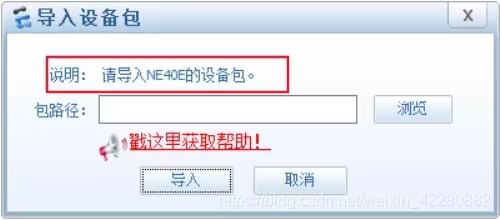 导入设备包
X
说明: 请导入NE40E的设备包。
包路径: 浏览
戳这里获取帮助!
导入 取消
https://blog.csdn.net/weixin_42280882